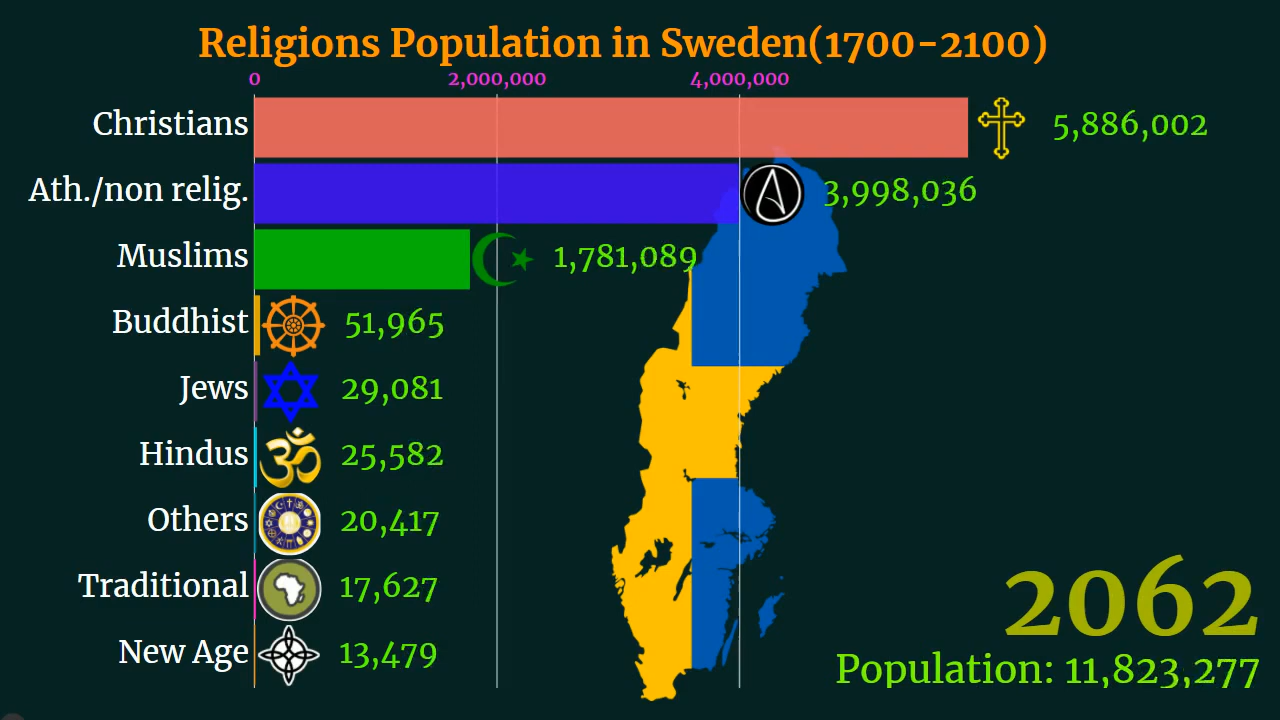 Religions Population in Sweden(1700-2100)
0 2,000,000 4,000,000
Christians 5,886,002
Ath./non relig. 3,998,036
Muslims 1,781,089
Buddhist 51,965
Jews 29,081
Hindus 25,582
Others 20,417
Traditional 17,627
New Age 13,479
2062
Population: 11,823,277